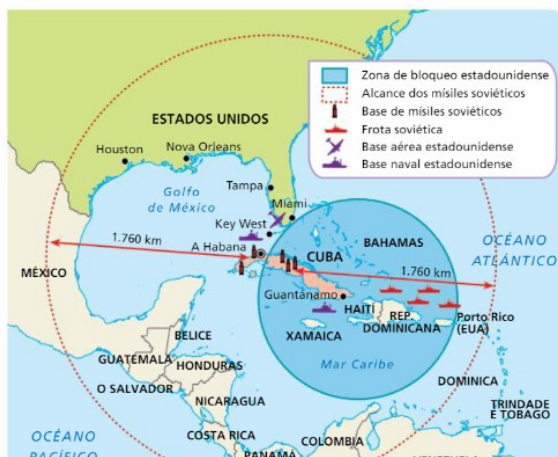 Zona de bloqueo estadounidense
Alcance dos mísiles soviéticos
Base de mísiles soviéticos
Frota soviética
Base aérea estadounidense
Base naval estadounidense
ESTADOS UNIDOS
Houston
Nova Orleans
Tampa
Golfo
de México
Miami
Key West
A Habana
1.760 km
CUBA
BAHAMAS
OCÉANO
ATLÁNTICO
1.760 km
MÉXICO
Guantánamo
HAITÍ
REP.
DOMINICANA
Porto Rico
(EUA)
XAMAICA
BELICE
Mar Caribe
GUATEMALA
HONDURAS
O SALVADOR
NICARAGUA
DOMINICA
TRINDADE
E TOBAGO
COSTA RICA
COLOMBIA
OCÉANO
PACÍFICO
PANAMÁ
VENEZUELA